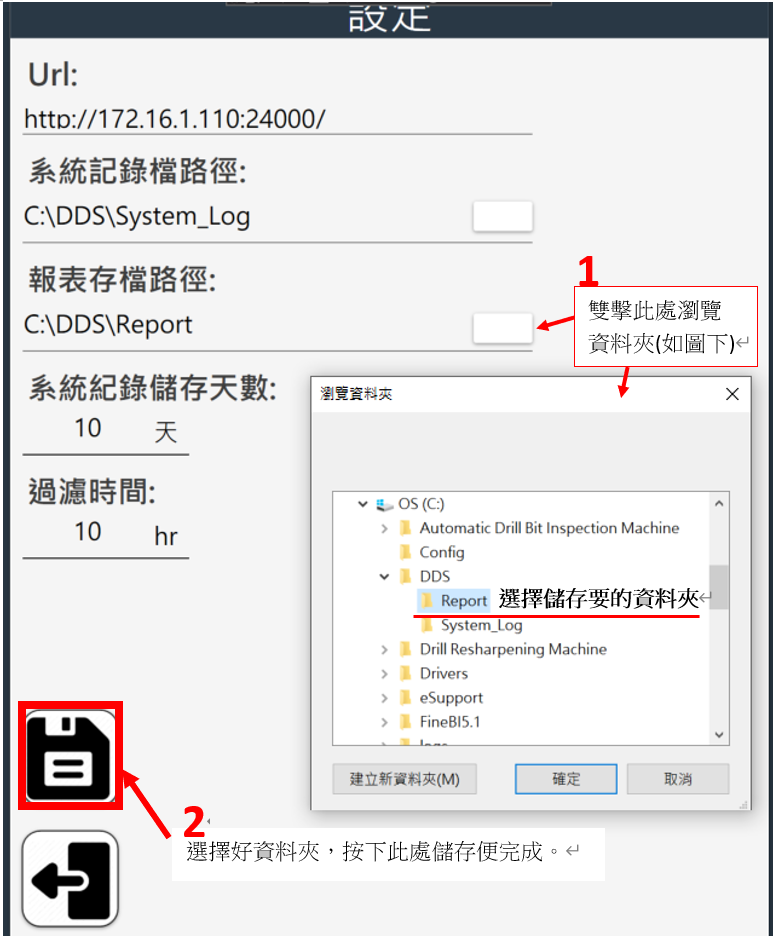 設定
Url:
http://172.16.1.110:24000/
系統記錄檔路徑:
C:\DDS\System_Log
報表存檔路徑:
C:\DDS\Report
1
雙擊此處瀏覽
資料夾(如圖下)↵
系統紀錄儲存天數:
10 天
過濾時間:
10 hr
瀏覽資料夾
OS (C:)
Automatic Drill Bit Inspection Machine
Config
DDS
Report 選擇儲存要的資料夾↵
System_Log
Drill Resharpening Machine
Drivers
eSupport
FineBI5.1
logs
建立新資料夾(M) 確定 取消
2
選擇好資料夾，按下此處儲存便完成。↵